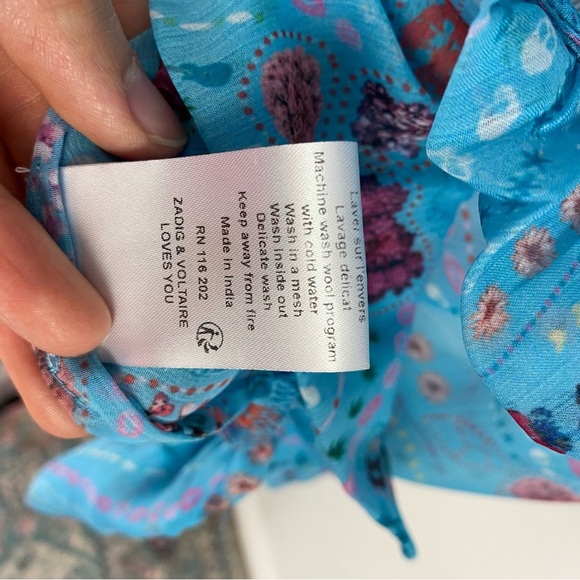 Laver sur l'envers
Lavage delicat
Machine wash wool program
with cold water
Wash in a mesh
Wash inside out
Delicate wash
Keep away from fire
Made in India
RN 116 202
ZADIG & VOLTAIRE
LOVES YOU